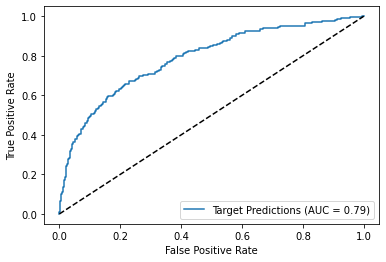 1.0
0.8
0.6
0.4
0.2
0.0
True Positive Rate
Target Predictions (AUC = 0.79)
0.0 0.2 0.4 0.6 0.8 1.0
False Positive Rate